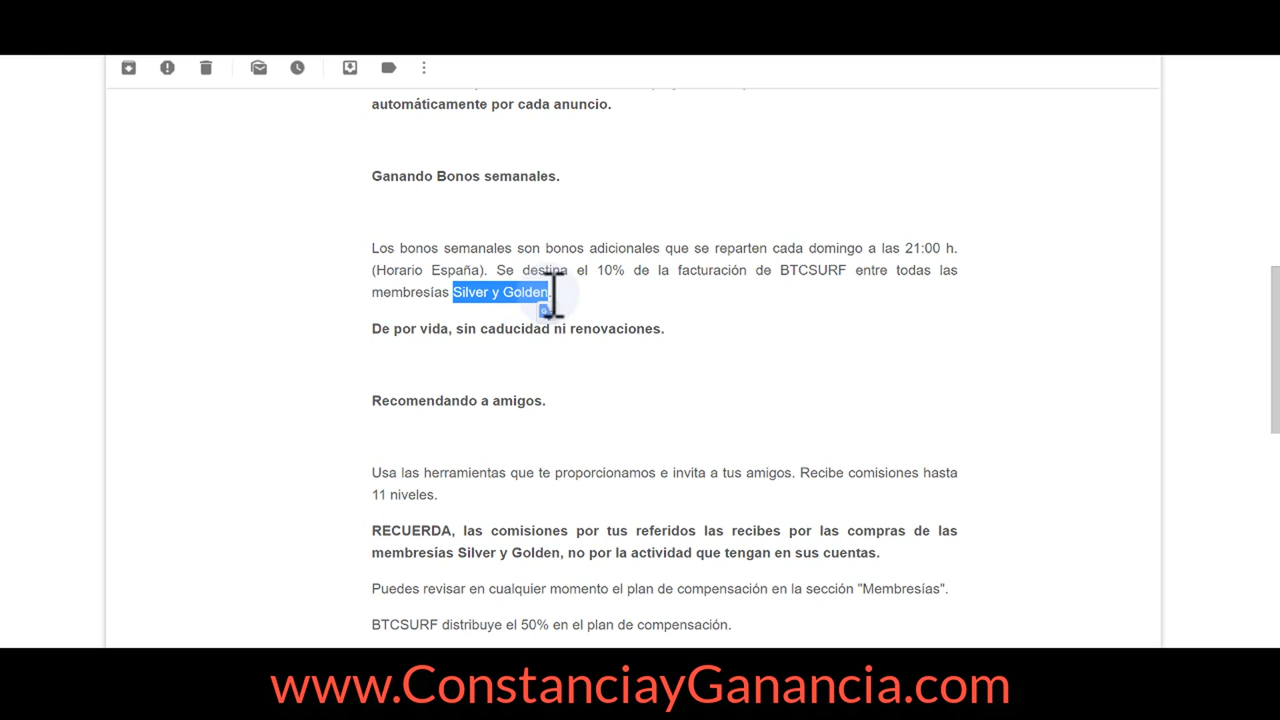 automáticamente por cada anuncio.
Ganando Bonos semanales.
Los bonos semanales son bonos adicionales que se reparten cada domingo a las 21:00 h.
(Horario España). Se destina el 10% de la facturación de BTCSURF entre todas las
membresías Silver y Golden.
De por vida, sin caducidad ni renovaciones.
Recomendando a amigos.
Usa las herramientas que te proporcionamos e invita a tus amigos. Recibe comisiones hasta
11 niveles.
RECUERDA, las comisiones por tus referidos las recibes por las compras de las
membresías Silver y Golden, no por la actividad que tengan en sus cuentas.
Puedes revisar en cualquier momento el plan de compensación en la sección "Membresías".
BTCSURF distribuye el 50% en el plan de compensación.
www.ConstanciayGanancia.com